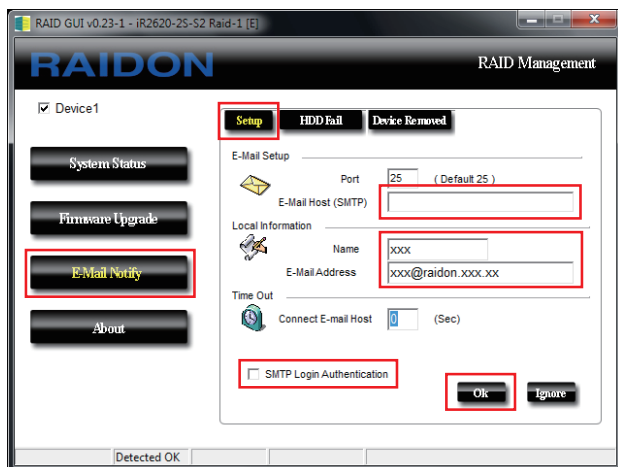 RAID GUI v0.23-1 - iR2620-2S-S2 Raid-1 [E]
RAIDON
RAID Management
Device1
System Status
Firmware Upgrade
E-Mail Notify
About
Setup HDD Fail Device Removed
E-Mail Setup
Port 25 ( Default 25 )
E-Mail Host (SMTP)
Local Information
Name xxx
E-Mail Address xxx@raidon.xxx.xx
Time Out
Connect E-mail Host 0 (Sec)
SMTP Login Authentication
Ok Ignore
Detected OK